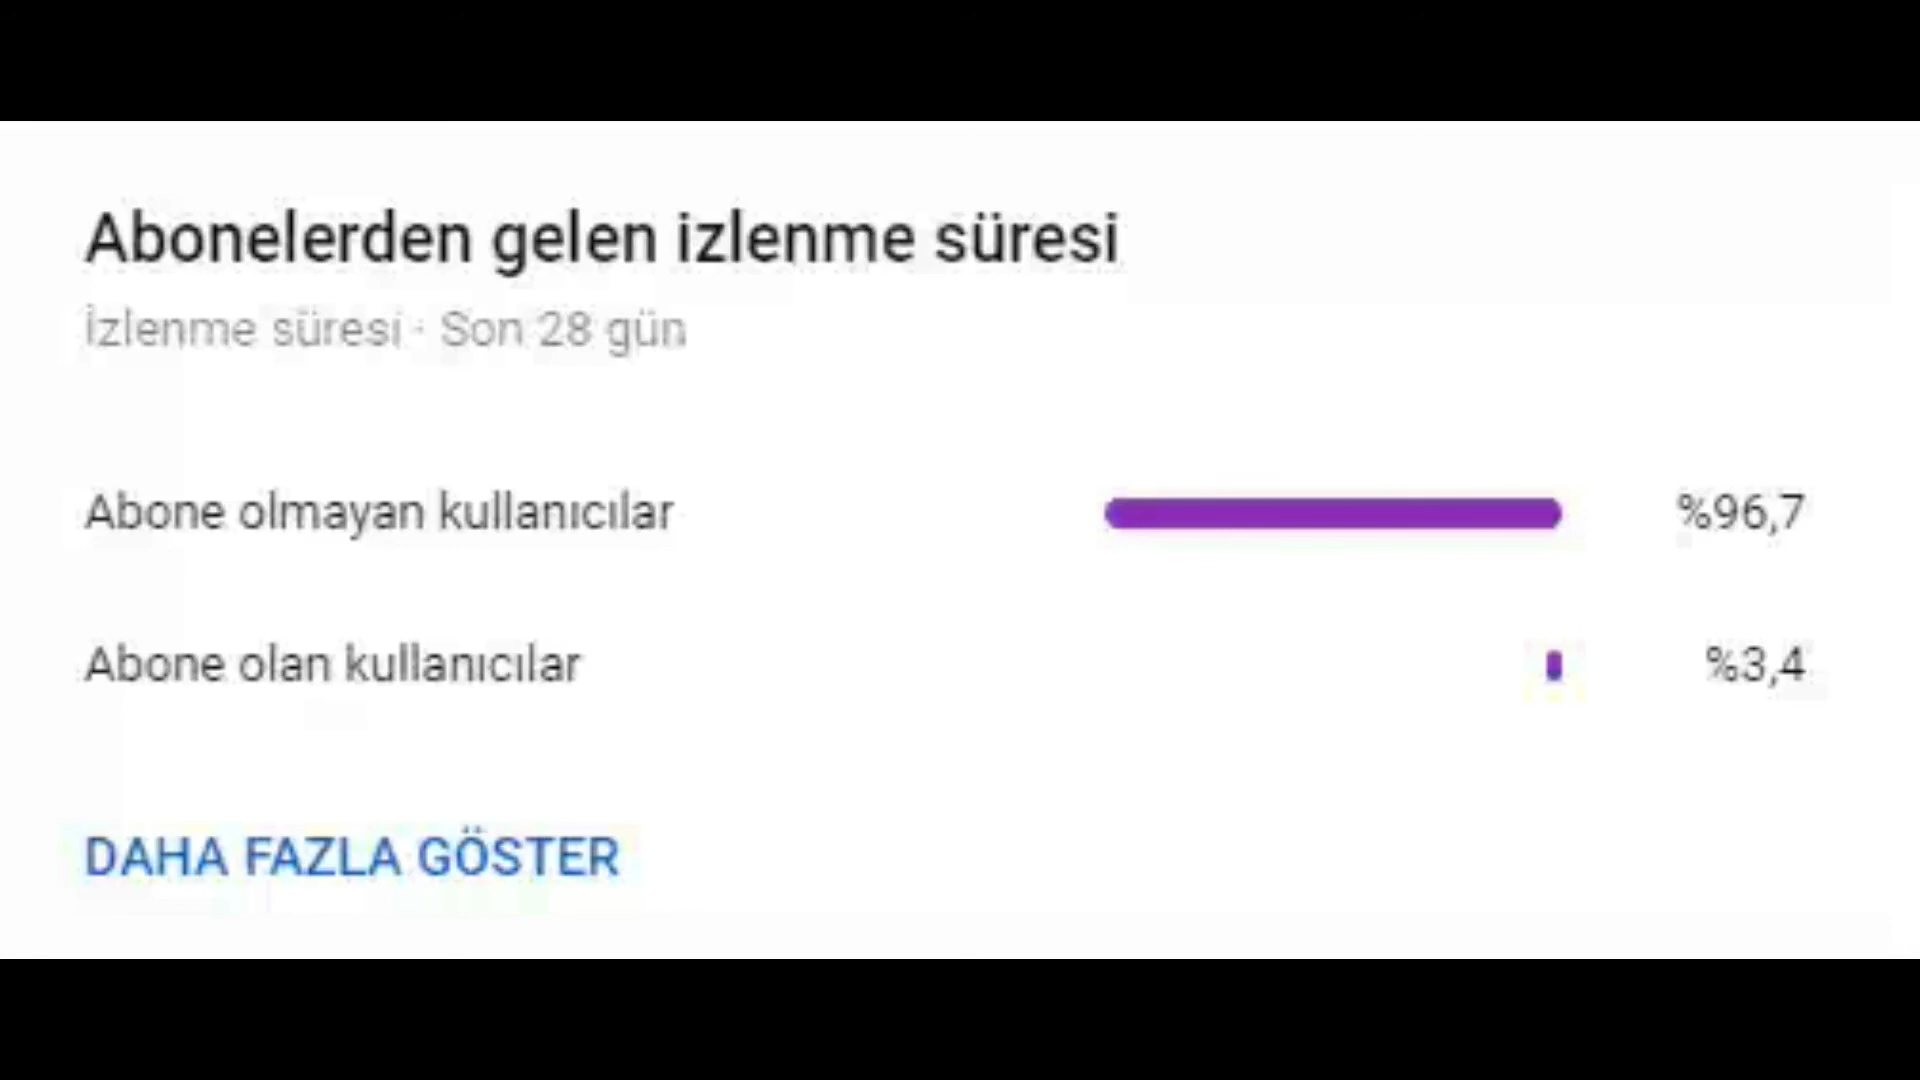 Abonelerden gelen izlenme süresi
İzlenme süresi · Son 28 gün
Abone olmayan kullanıcılar %96,7
Abone olan kullanıcılar %3,4
DAHA FAZLA GÖSTER